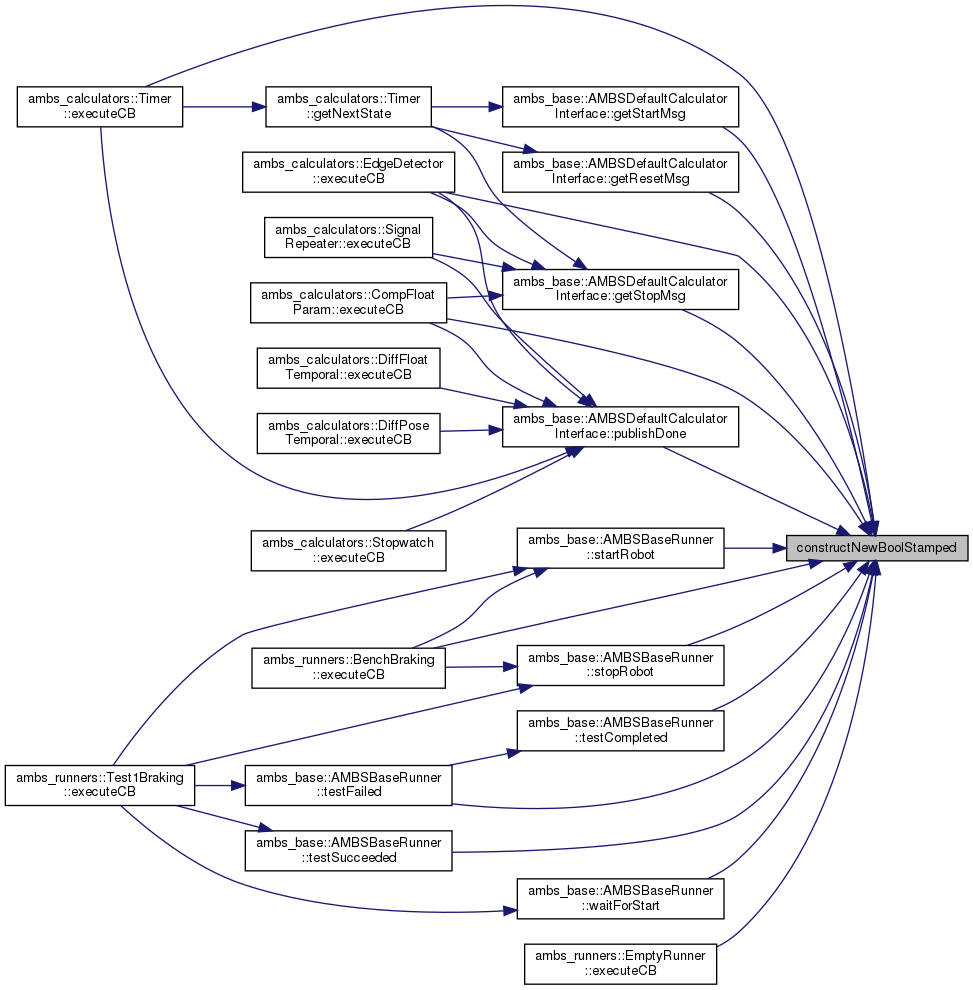 ambs_calculators::Timer
::executeCB
ambs_calculators::Timer
::getNextState
ambs_base::AMBSDefaultCalculator
Interface::getStartMsg
ambs_calculators::EdgeDetector
::executeCB
ambs_base::AMBSDefaultCalculator
Interface::getResetMsg
ambs_calculators::Signal
Repeater::executeCB
ambs_calculators::CompFloat
Param::executeCB
ambs_base::AMBSDefaultCalculator
Interface::getStopMsg
ambs_calculators::DiffFloat
Temporal::executeCB
ambs_calculators::DiffPose
Temporal::executeCB
ambs_base::AMBSDefaultCalculator
Interface::publishDone
ambs_calculators::Stopwatch
::executeCB
ambs_base::AMBSBaseRunner
::startRobot
constructNewBoolStamped
ambs_runners::BenchBraking
::executeCB
ambs_base::AMBSBaseRunner
::stopRobot
ambs_base::AMBSBaseRunner
::testCompleted
ambs_runners::Test1Braking
::executeCB
ambs_base::AMBSBaseRunner
::testFailed
ambs_base::AMBSBaseRunner
::testSucceeded
ambs_base::AMBSBaseRunner
::waitForStart
ambs_runners::EmptyRunner
::executeCB